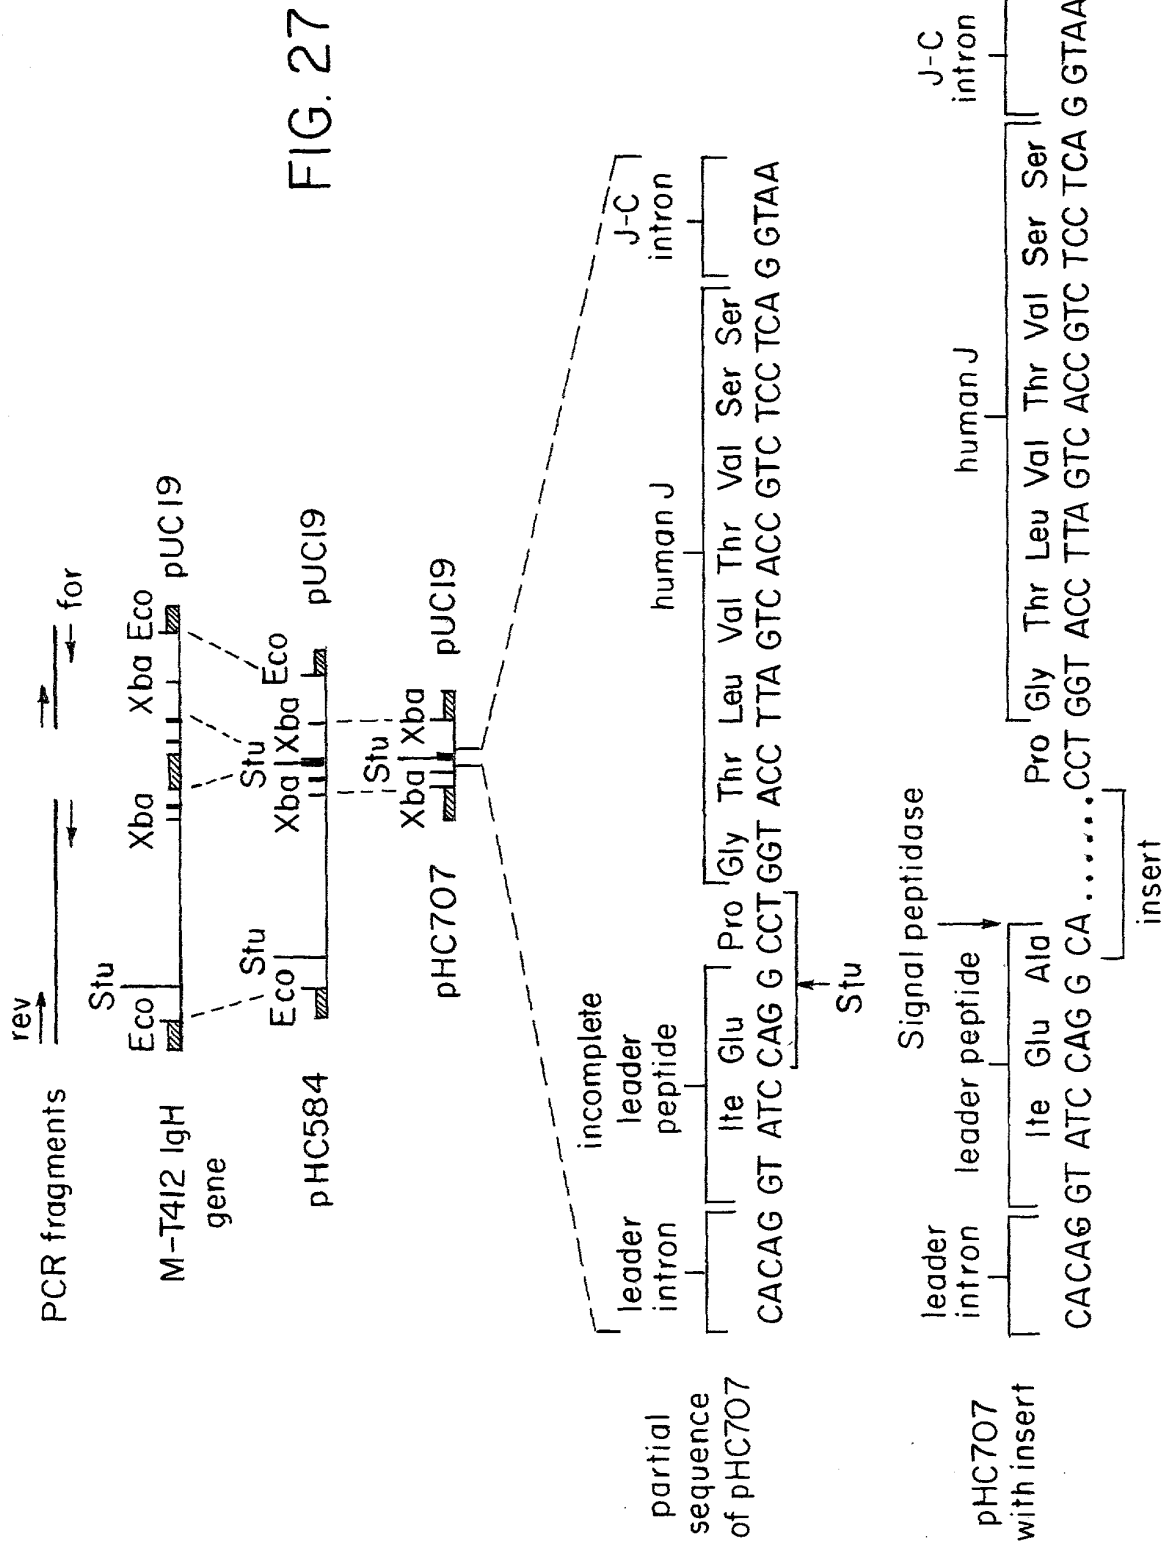 FIG. 27
PCR fragments
rev
for
M-T412 IgH
gene
Eco
Stu
Xba
Xba
Eco
pUC19
pHC584
Eco
Stu
Xba
Stu
Xba
Eco
pUC19
pHC707
Xba
Stu
Xba
pUC19
partial
sequence
of pHC707
leader
intron
incomplete
leader
peptide
human J
J-C
intron
Ite Glu Pro Gly Thr Leu Val Thr Val Ser Ser
CACAG GT ATC CAG G CCT GGT ACC TTA GTC ACC GTC TCC TCA G GTAA
Stu
pHC707
with insert
leader
intron
leader peptide
Signal peptidase
human J
J-C
intron
Ite Glu Ala Pro Gly Thr Leu Val Thr Val Ser Ser
CACAG GT ATC CAG G CA ...... CCT GGT ACC TTA GTC ACC GTC TCC TCA G GTAA
insert